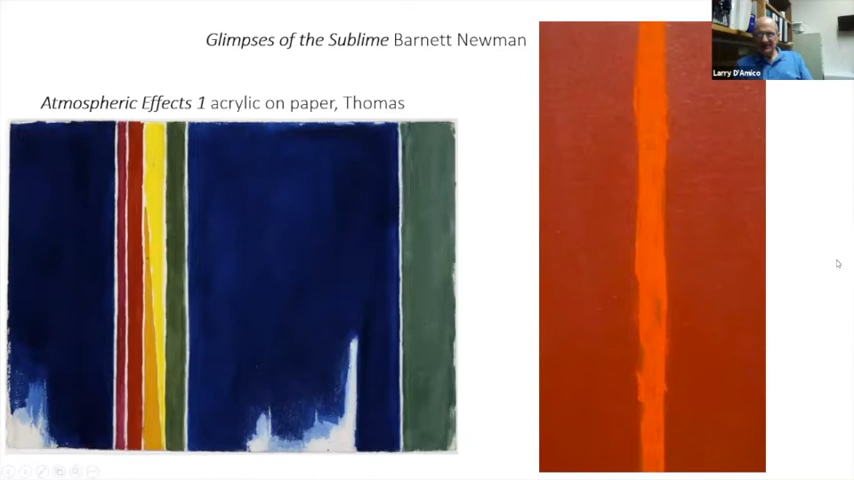 Glimpses of the Sublime Barnett Newman
Larry D'Amico
Atmospheric Effects 1 acrylic on paper, Thomas